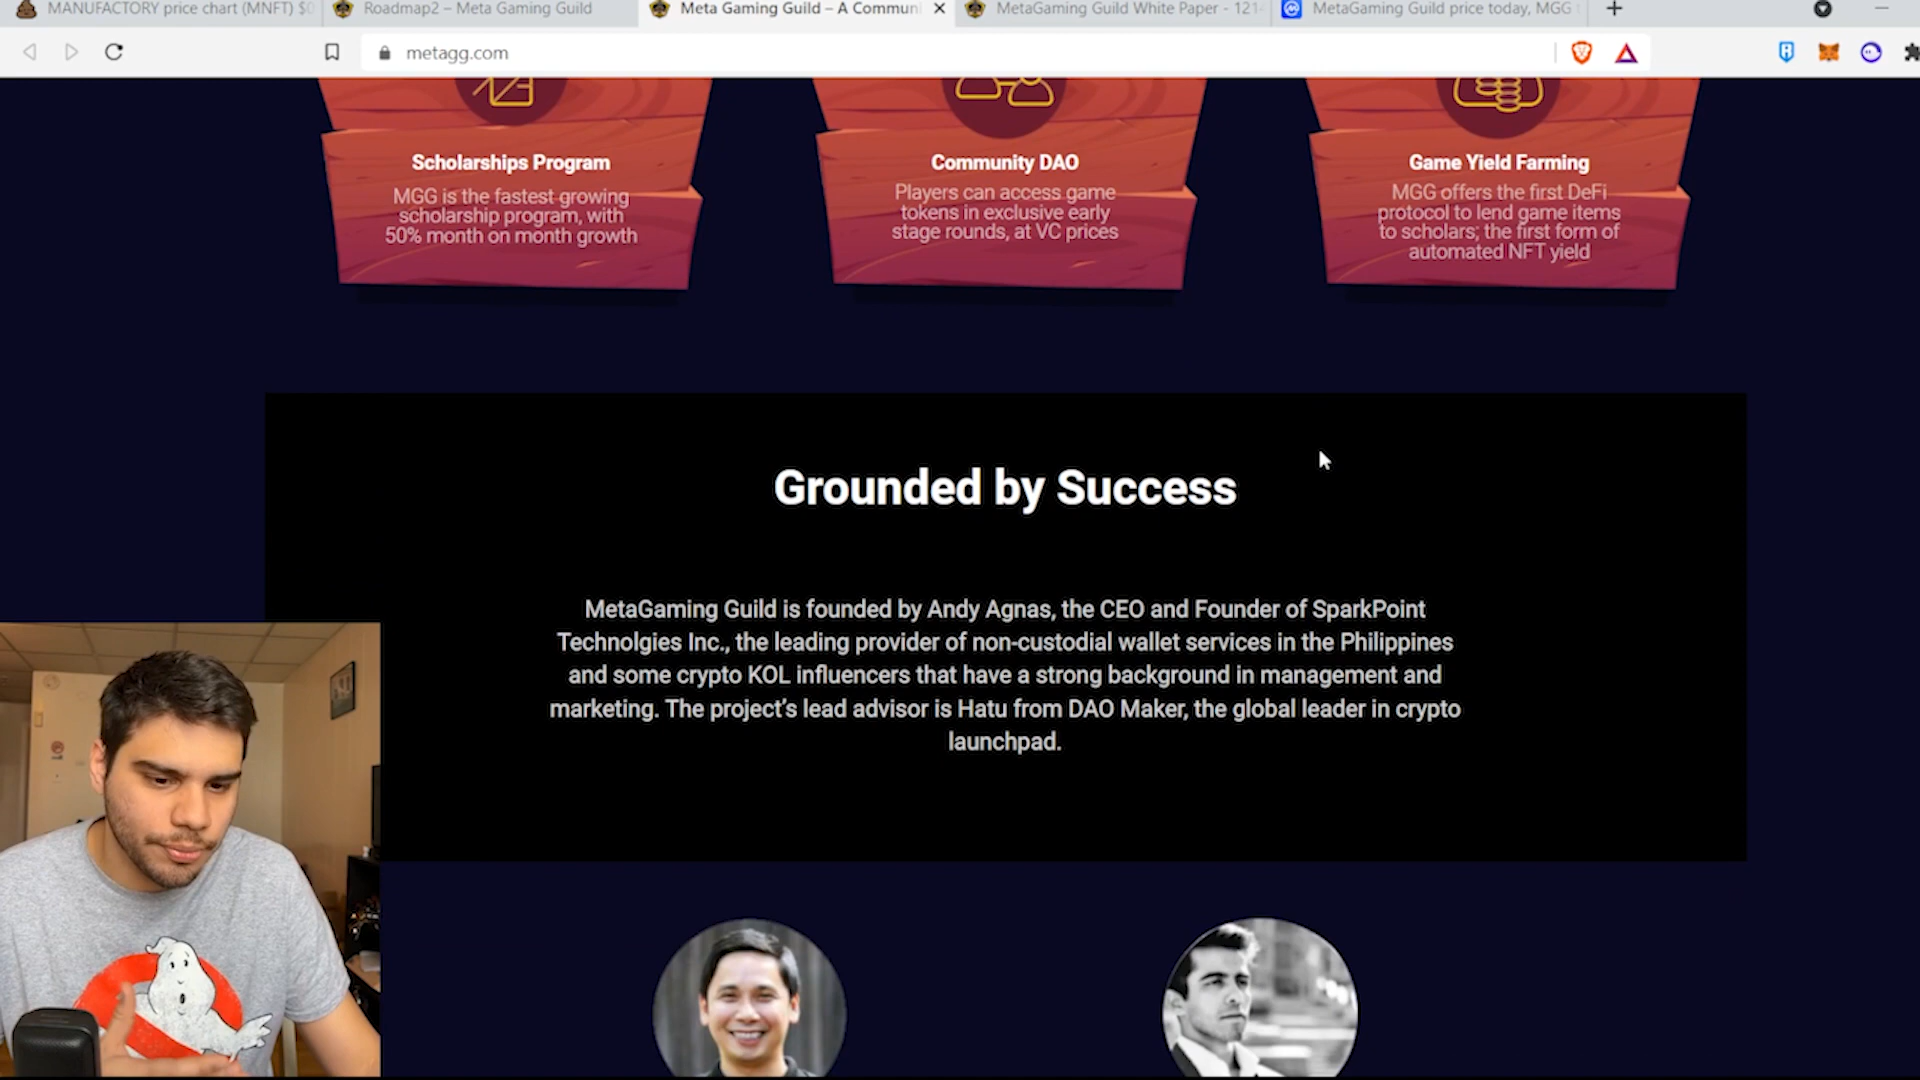 MANUFACTORY price chart (MNFT) $0
Roadmap2 – Meta Gaming Guild
Meta Gaming Guild – A Commun
MetaGaming Guild White Paper - 121
MetaGaming Guild price today, MGG
metagg.com
Scholarships Program
MGG is the fastest growing
scholarship program, with
50% month on month growth
Community DAO
Players can access game
tokens in exclusive early
stage rounds, at VC prices
Game Yield Farming
MGG offers the first DeFi
protocol to lend game items
to scholars; the first form of
automated NFT yield
Grounded by Success
MetaGaming Guild is founded by Andy Agnas, the CEO and Founder of SparkPoint
Technolgies Inc., the leading provider of non-custodial wallet services in the Philippines
and some crypto KOL influencers that have a strong background in management and
marketing. The project's lead advisor is Hatu from DAO Maker, the global leader in crypto
launchpad.